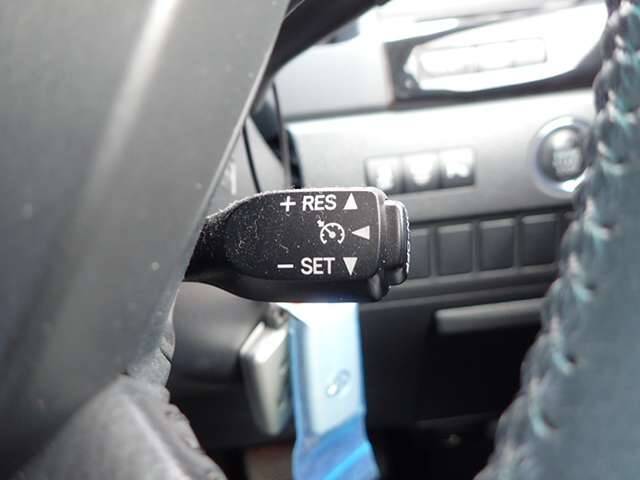 + RES ▲
− SET ▼